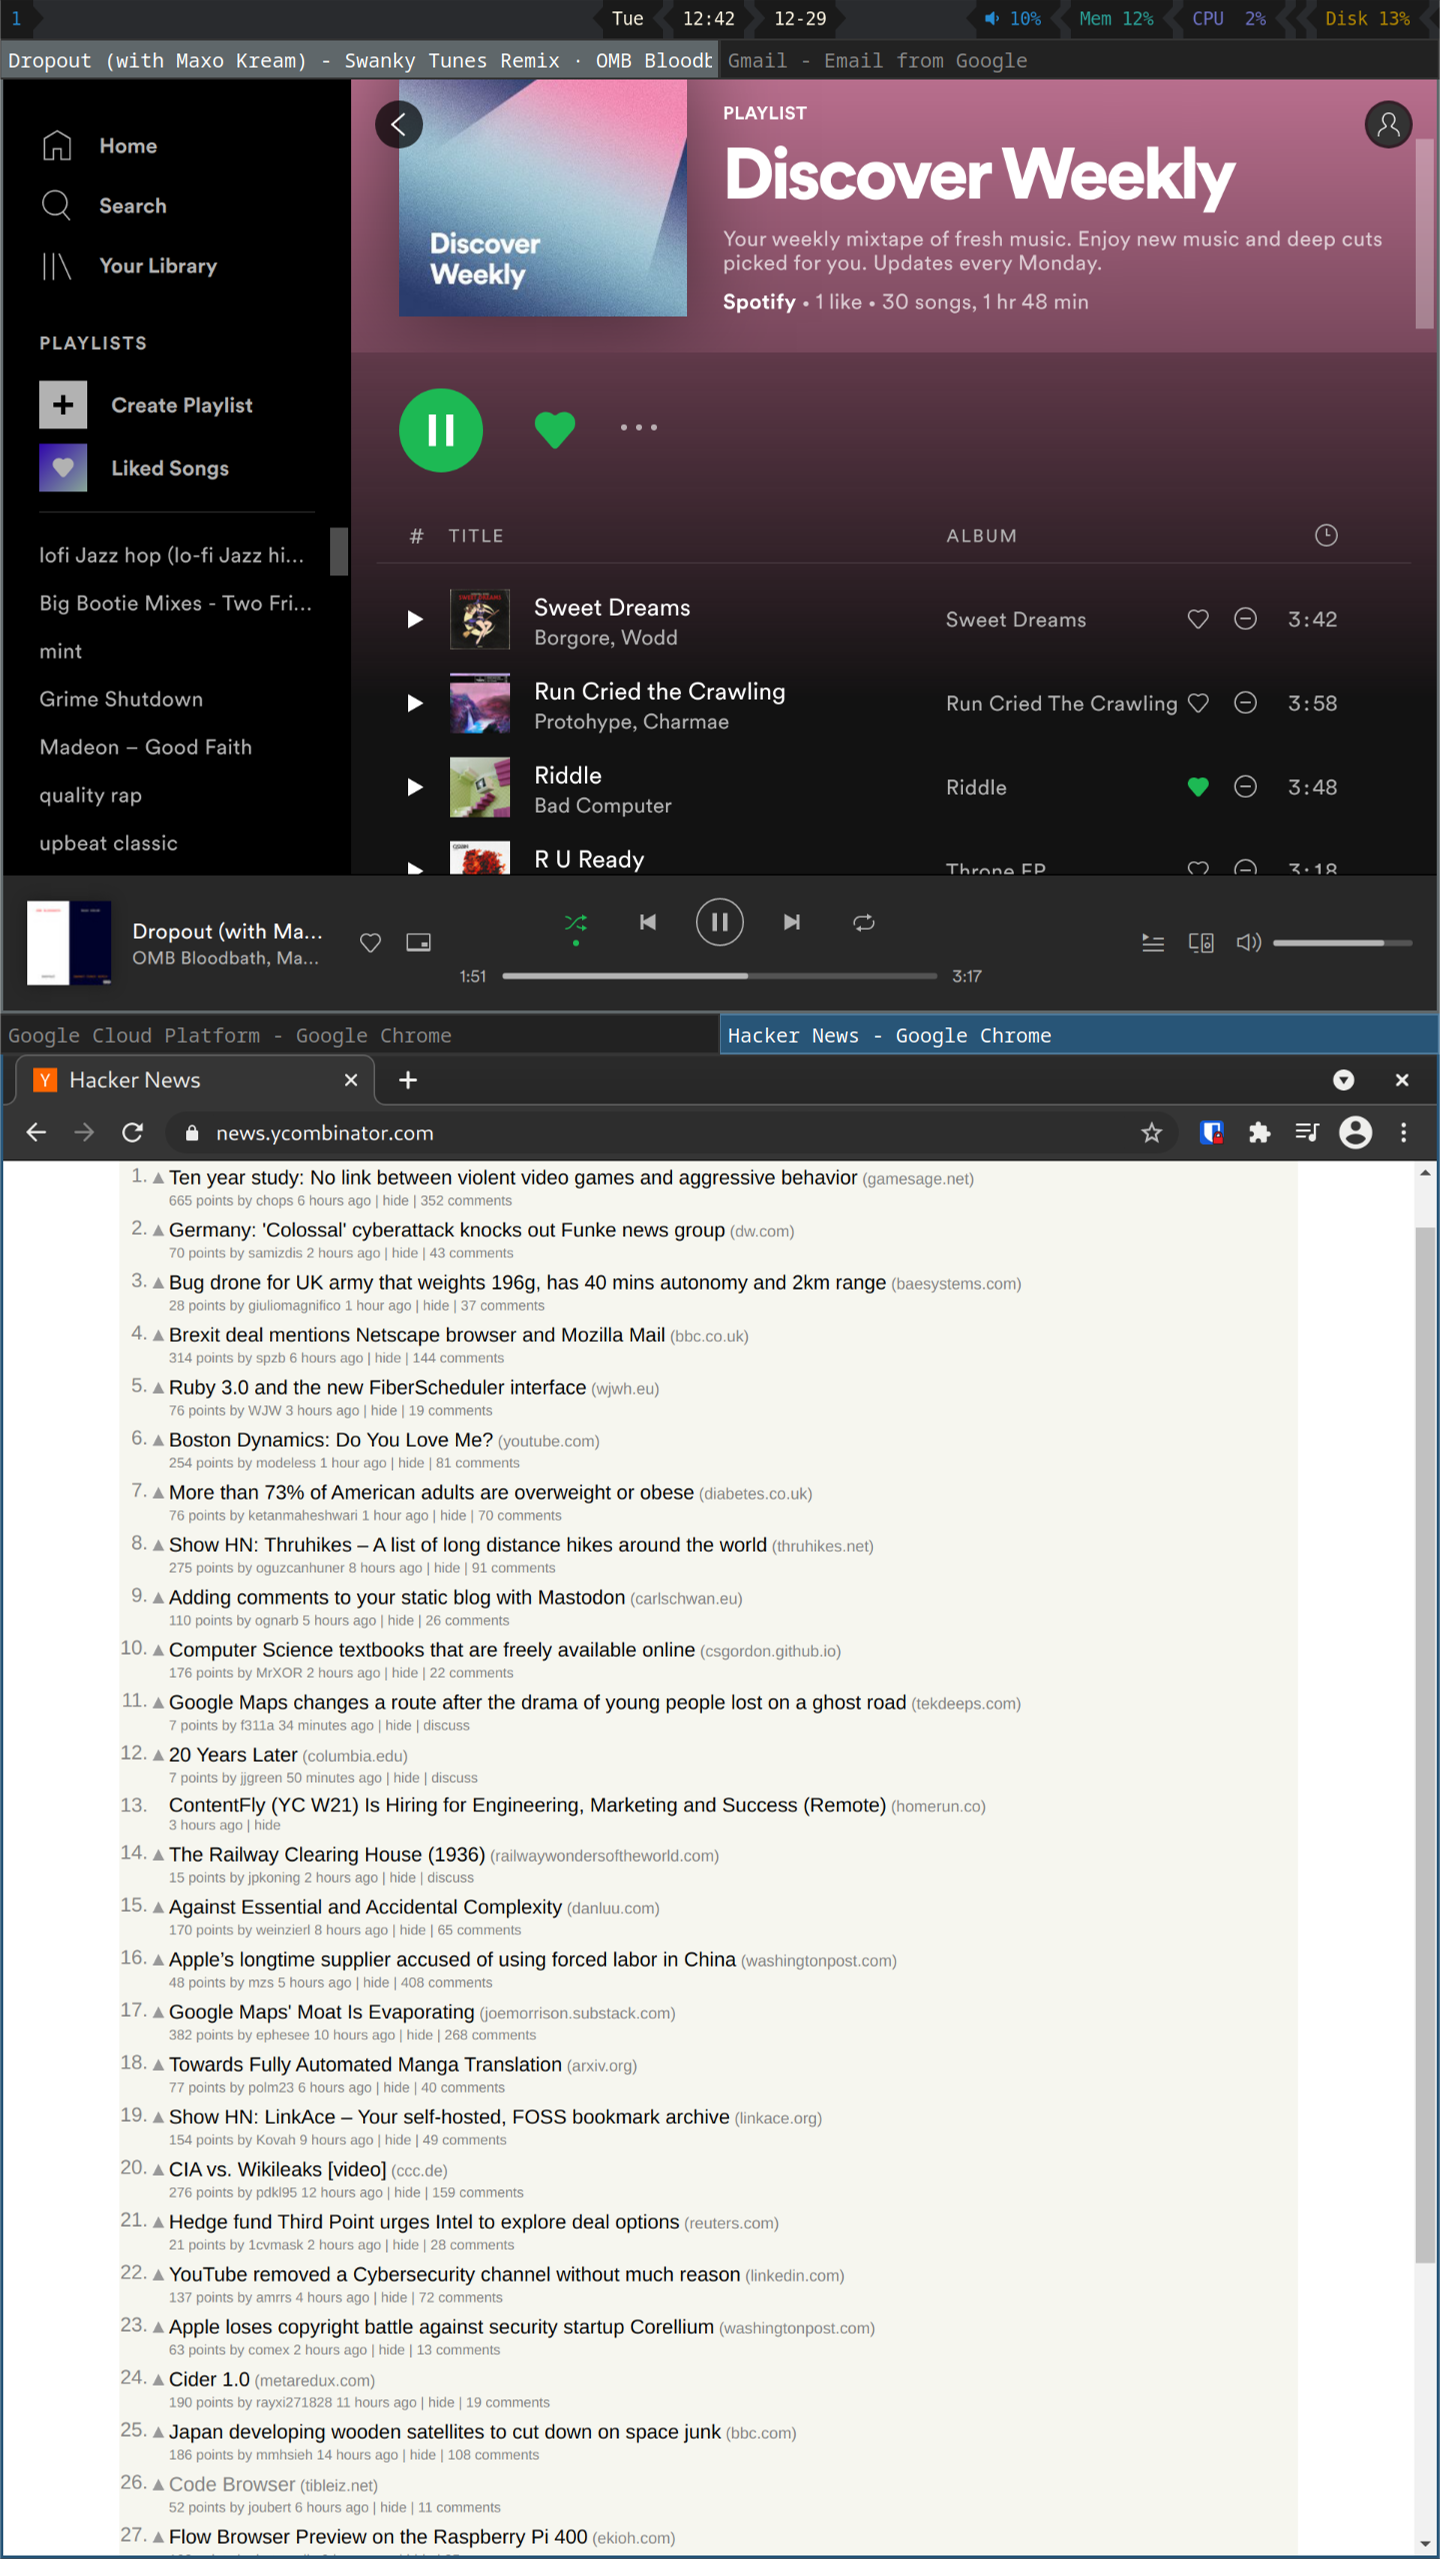 1 Tue 12:42 12-29 10% Mem 12% CPU 2% Disk 13%
Dropout (with Maxo Kream) - Swanky Tunes Remix · OMB Bloodb Gmail - Email from Google
Home
Search
Your Library
PLAYLISTS
Create Playlist
Liked Songs
lofi Jazz hop (lo-fi Jazz hi...
Big Bootie Mixes - Two Fri...
mint
Grime Shutdown
Madeon – Good Faith
quality rap
upbeat classic
Discover
Weekly
PLAYLIST
Discover Weekly
Your weekly mixtape of fresh music. Enjoy new music and deep cuts
picked for you. Updates every Monday.
Spotify • 1 like • 30 songs, 1 hr 48 min
# TITLE ALBUM
Sweet Dreams
Borgore, Wodd
Sweet Dreams 3:42
Run Cried the Crawling
Protohype, Charmae
Run Cried The Crawling 3:58
Riddle
Bad Computer
Riddle 3:48
R U Ready
Throne EP 3:18
Dropout (with Ma...
OMB Bloodbath, Ma...
1:51 3:17
Google Cloud Platform - Google Chrome Hacker News - Google Chrome
Y Hacker News
news.ycombinator.com
1. Ten year study: No link between violent video games and aggressive behavior (gamesage.net)
665 points by chops 6 hours ago | hide | 352 comments
2. Germany: 'Colossal' cyberattack knocks out Funke news group (dw.com)
70 points by samizdis 2 hours ago | hide | 43 comments
3. Bug drone for UK army that weights 196g, has 40 mins autonomy and 2km range (baesystems.com)
28 points by giuliomagnifico 1 hour ago | hide | 37 comments
4. Brexit deal mentions Netscape browser and Mozilla Mail (bbc.co.uk)
314 points by spzb 6 hours ago | hide | 144 comments
5. Ruby 3.0 and the new FiberScheduler interface (wjwh.eu)
76 points by WJW 3 hours ago | hide | 19 comments
6. Boston Dynamics: Do You Love Me? (youtube.com)
254 points by modeless 1 hour ago | hide | 81 comments
7. More than 73% of American adults are overweight or obese (diabetes.co.uk)
76 points by ketanmaheshwari 1 hour ago | hide | 70 comments
8. Show HN: Thruhikes – A list of long distance hikes around the world (thruhikes.net)
275 points by oguzcanhuner 8 hours ago | hide | 91 comments
9. Adding comments to your static blog with Mastodon (carlschwan.eu)
110 points by ognarb 5 hours ago | hide | 26 comments
10. Computer Science textbooks that are freely available online (csgordon.github.io)
176 points by MrXOR 2 hours ago | hide | 22 comments
11. Google Maps changes a route after the drama of young people lost on a ghost road (tekdeeps.com)
7 points by f311a 34 minutes ago | hide | discuss
12. 20 Years Later (columbia.edu)
7 points by jjgreen 50 minutes ago | hide | discuss
13. ContentFly (YC W21) Is Hiring for Engineering, Marketing and Success (Remote) (homerun.co)
3 hours ago | hide
14. The Railway Clearing House (1936) (railwaywondersoftheworld.com)
15 points by jpkoning 2 hours ago | hide | discuss
15. Against Essential and Accidental Complexity (danluu.com)
170 points by weinzierl 8 hours ago | hide | 65 comments
16. Apple’s longtime supplier accused of using forced labor in China (washingtonpost.com)
48 points by mzs 5 hours ago | hide | 408 comments
17. Google Maps' Moat Is Evaporating (joemorrison.substack.com)
382 points by ephesee 10 hours ago | hide | 268 comments
18. Towards Fully Automated Manga Translation (arxiv.org)
77 points by polm23 6 hours ago | hide | 40 comments
19. Show HN: LinkAce – Your self-hosted, FOSS bookmark archive (linkace.org)
154 points by Kovah 9 hours ago | hide | 49 comments
20. CIA vs. Wikileaks [video] (ccc.de)
276 points by pdkl95 12 hours ago | hide | 159 comments
21. Hedge fund Third Point urges Intel to explore deal options (reuters.com)
21 points by 1cvmask 2 hours ago | hide | 28 comments
22. YouTube removed a Cybersecurity channel without much reason (linkedin.com)
137 points by amrrs 4 hours ago | hide | 72 comments
23. Apple loses copyright battle against security startup Corellium (washingtonpost.com)
63 points by comex 2 hours ago | hide | 13 comments
24. Cider 1.0 (metaredux.com)
190 points by rayxi271828 11 hours ago | hide | 19 comments
25. Japan developing wooden satellites to cut down on space junk (bbc.com)
186 points by mmhsieh 14 hours ago | hide | 108 comments
26. Code Browser (tibleiz.net)
52 points by joubert 6 hours ago | hide | 11 comments
27. Flow Browser Preview on the Raspberry Pi 400 (ekioh.com)